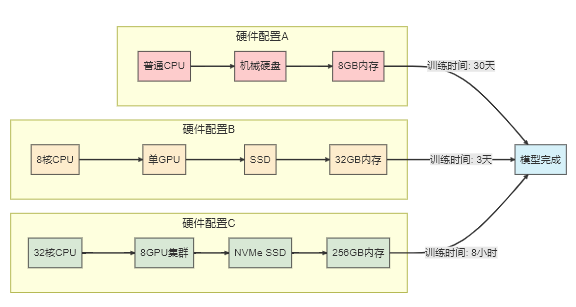 硬件配置A
普通CPU
机械硬盘
8GB内存
训练时间: 30天
硬件配置B
8核CPU
单GPU
SSD
32GB内存
训练时间: 3天
模型完成
硬件配置C
32核CPU
8GPU集群
NVMe SSD
256GB内存
训练时间: 8小时